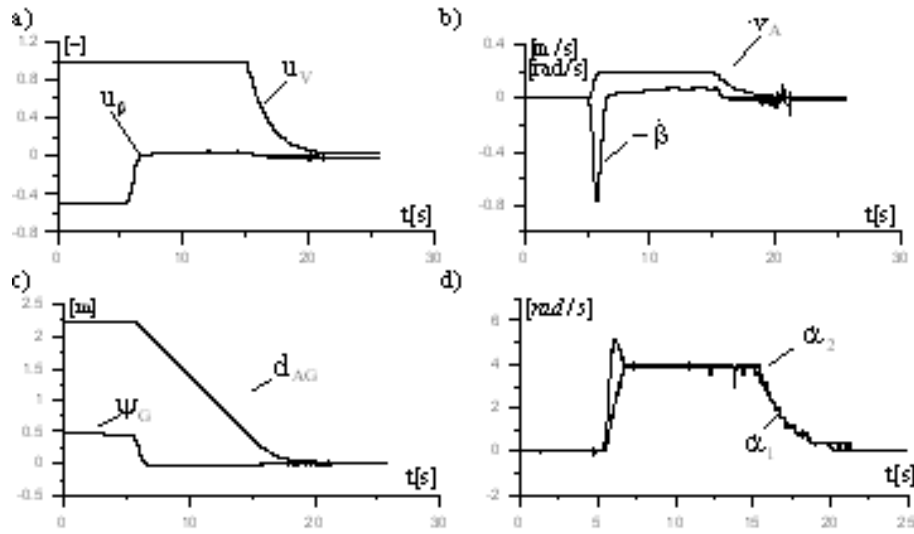 a)
[-]
1.2
0.8
0.4
0
-0.4
-0.8
u_V
u_β
t[s]
0 10 20 30
b)
[m/s]
[rad/s]
0.4
0
-0.4
-0.8
v_A
-β̇
t[s]
0 10 20 30
c)
[m]
2.5
2
1.5
1
0.5
0
-0.5
d_AG
Ψ_G
t[s]
0 10 20 30
d)
[rad/s]
6
4
2
0
-2
α_2
α_1
t[s]
0 5 10 15 20 25